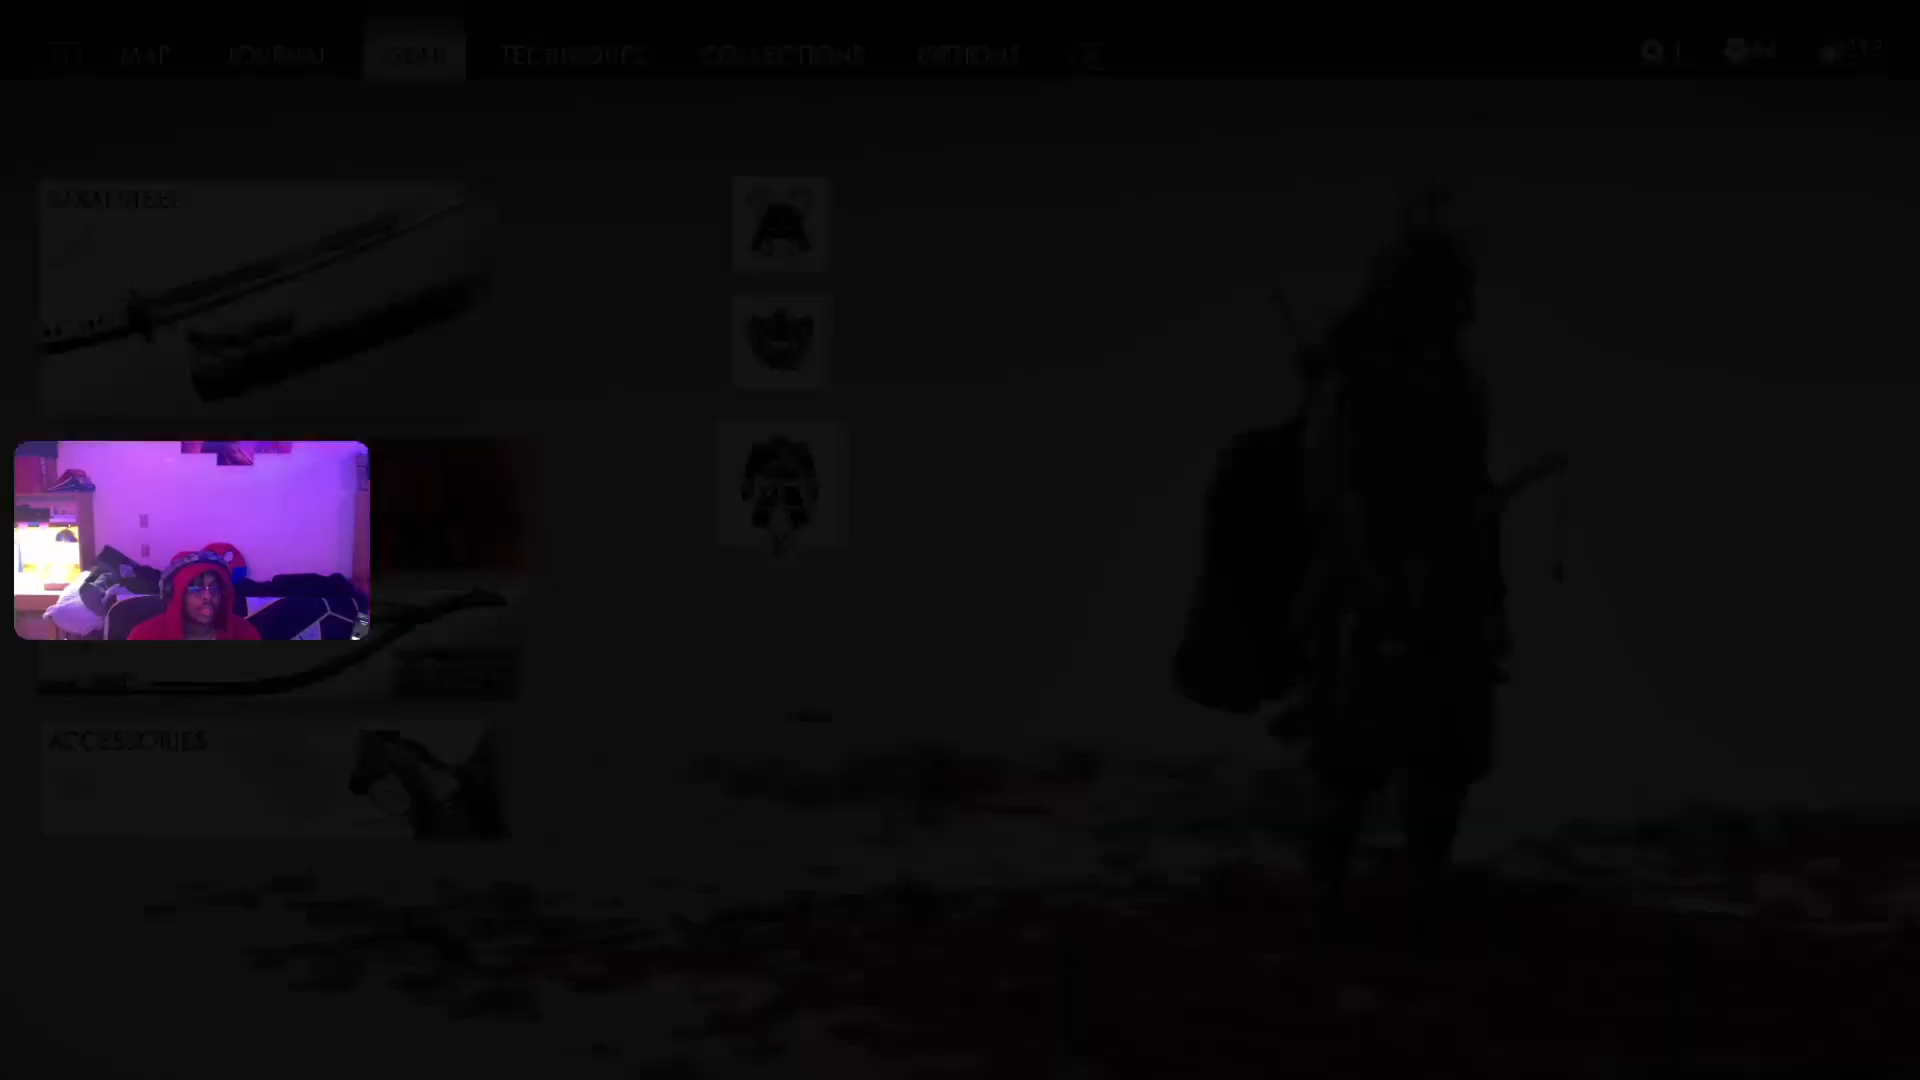 MAP
JOURNAL
GEAR
TECHNIQUES
COLLECTIONS
OPTIONS
SAKAI STEEL
ACCESSORIES